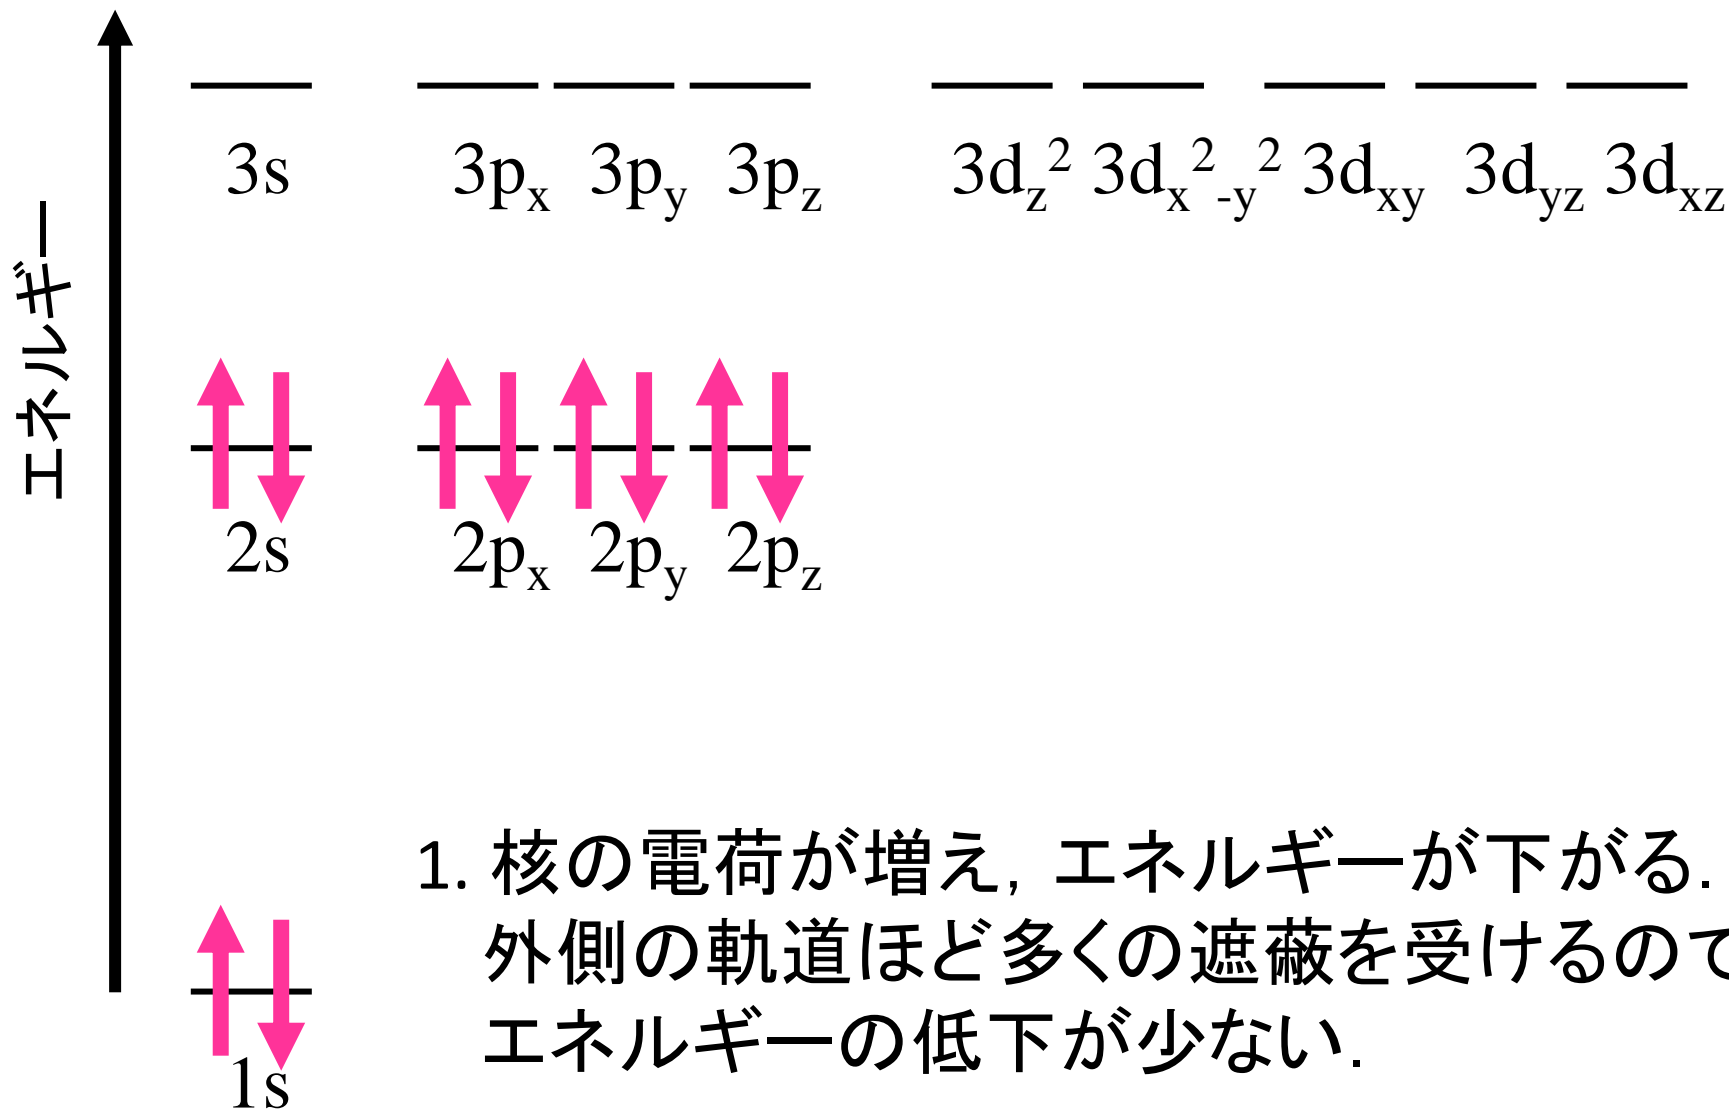 エネルギー
3s 3px 3py 3pz 3dz² 3dx²-y² 3dxy 3dyz 3dxz
2s 2px 2py 2pz
1. 核の電荷が増え, エネルギーが下がる.
外側の軌道ほど多くの遮蔽を受けるので
エネルギーの低下が少ない.
1s